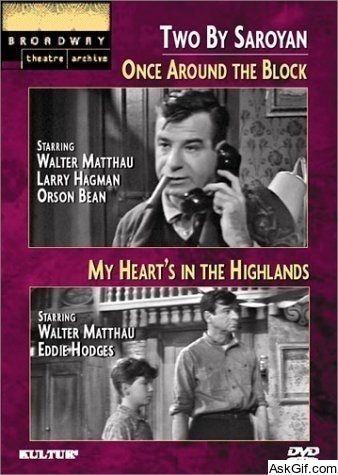 BROADWAY
theatre archive
TWO BY SAROYAN
ONCE AROUND THE BLOCK
STARRING
WALTER MATTHAU
LARRY HAGMAN
ORSON BEAN
MY HEART'S IN THE HIGHLANDS
STARRING
WALTER MATTHAU
EDDIE HODGES
KULTUR
DVD
AskGif.com